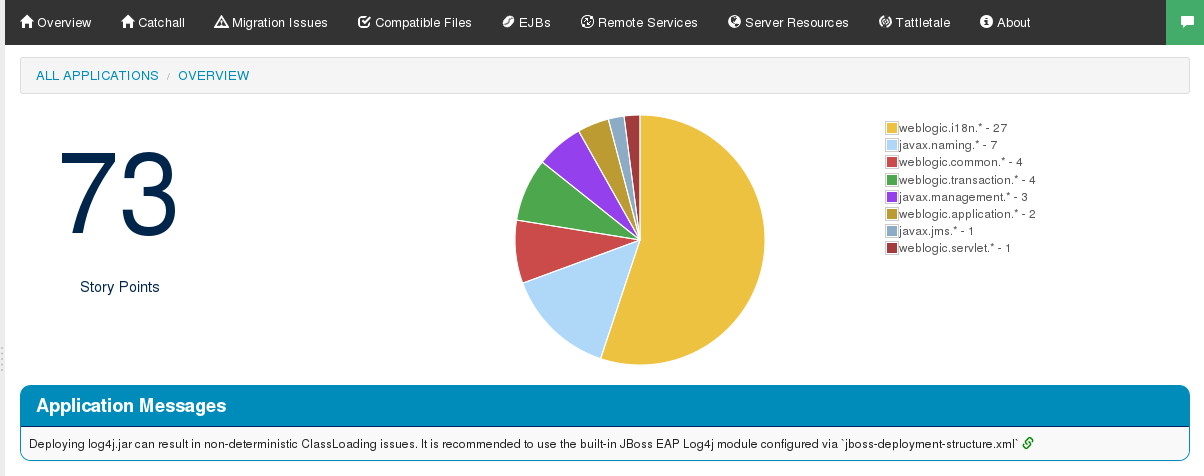 Overview Catchall Migration Issues Compatible Files EJBs Remote Services Server Resources Tattletale About
ALL APPLICATIONS / OVERVIEW
73
Story Points
weblogic.i18n.* - 27
javax.naming.* - 7
weblogic.common.* - 4
weblogic.transaction.* - 4
javax.management.* - 3
weblogic.application.* - 2
javax.jms.* - 1
weblogic.servlet.* - 1
Application Messages
Deploying log4j.jar can result in non-deterministic ClassLoading issues. It is recommended to use the built-in JBoss EAP Log4j module configured via `jboss-deployment-structure.xml`